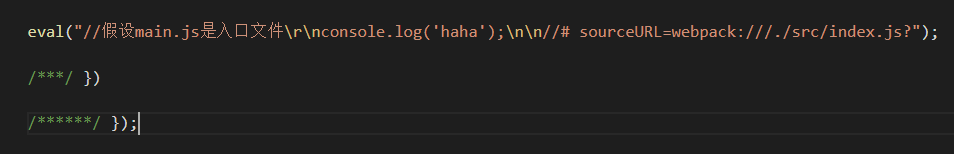 eval("//假设main.js是入口文件\r\nconsole.log('haha');\n\n//# sourceURL=webpack:///./src/index.js?");
/***/ })
/******/ });